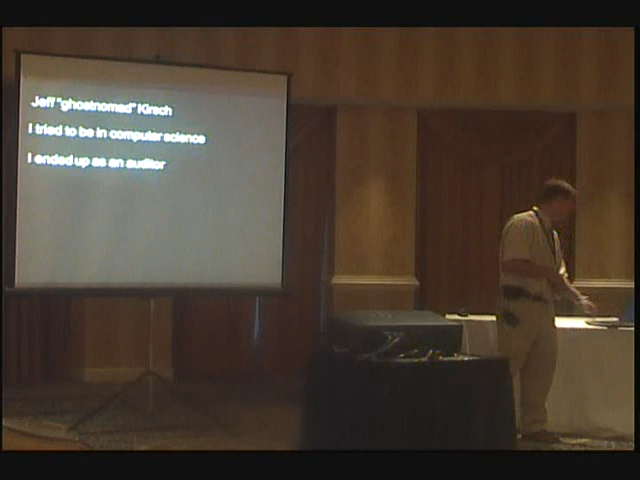 Jeff "ghostnomad" Kirsch
I tried to be in computer science
I ended up as an auditor